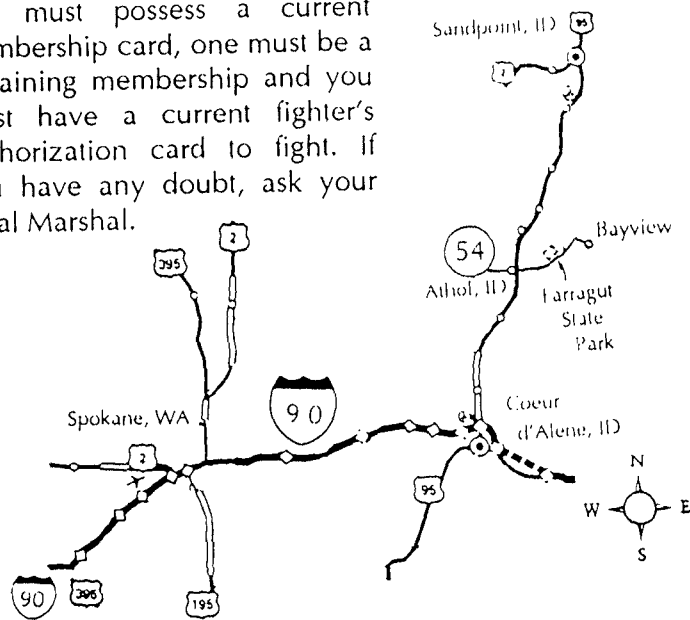 must possess a current
mbership card, one must be a
aining membership and you
st have a current fighter's
horization card to fight. If
have any doubt, ask your
al Marshal.
Sandpoint, ID
95
2
54
Bayview
Athol, ID
Farragut
State
Park
2
395
90
Spokane, WA
Coeur
d'Alene, ID
2
95
N
W
E
S
90
395
195